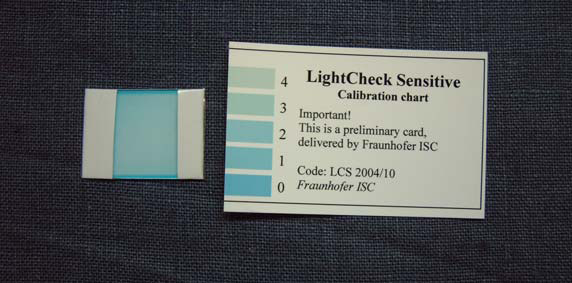 LightCheck Sensitive
Calibration chart
4
3
2
1
0
Important!
This is a preliminary card,
delivered by Fraunhofer ISC
Code: LCS 2004/10
Fraunhofer ISC